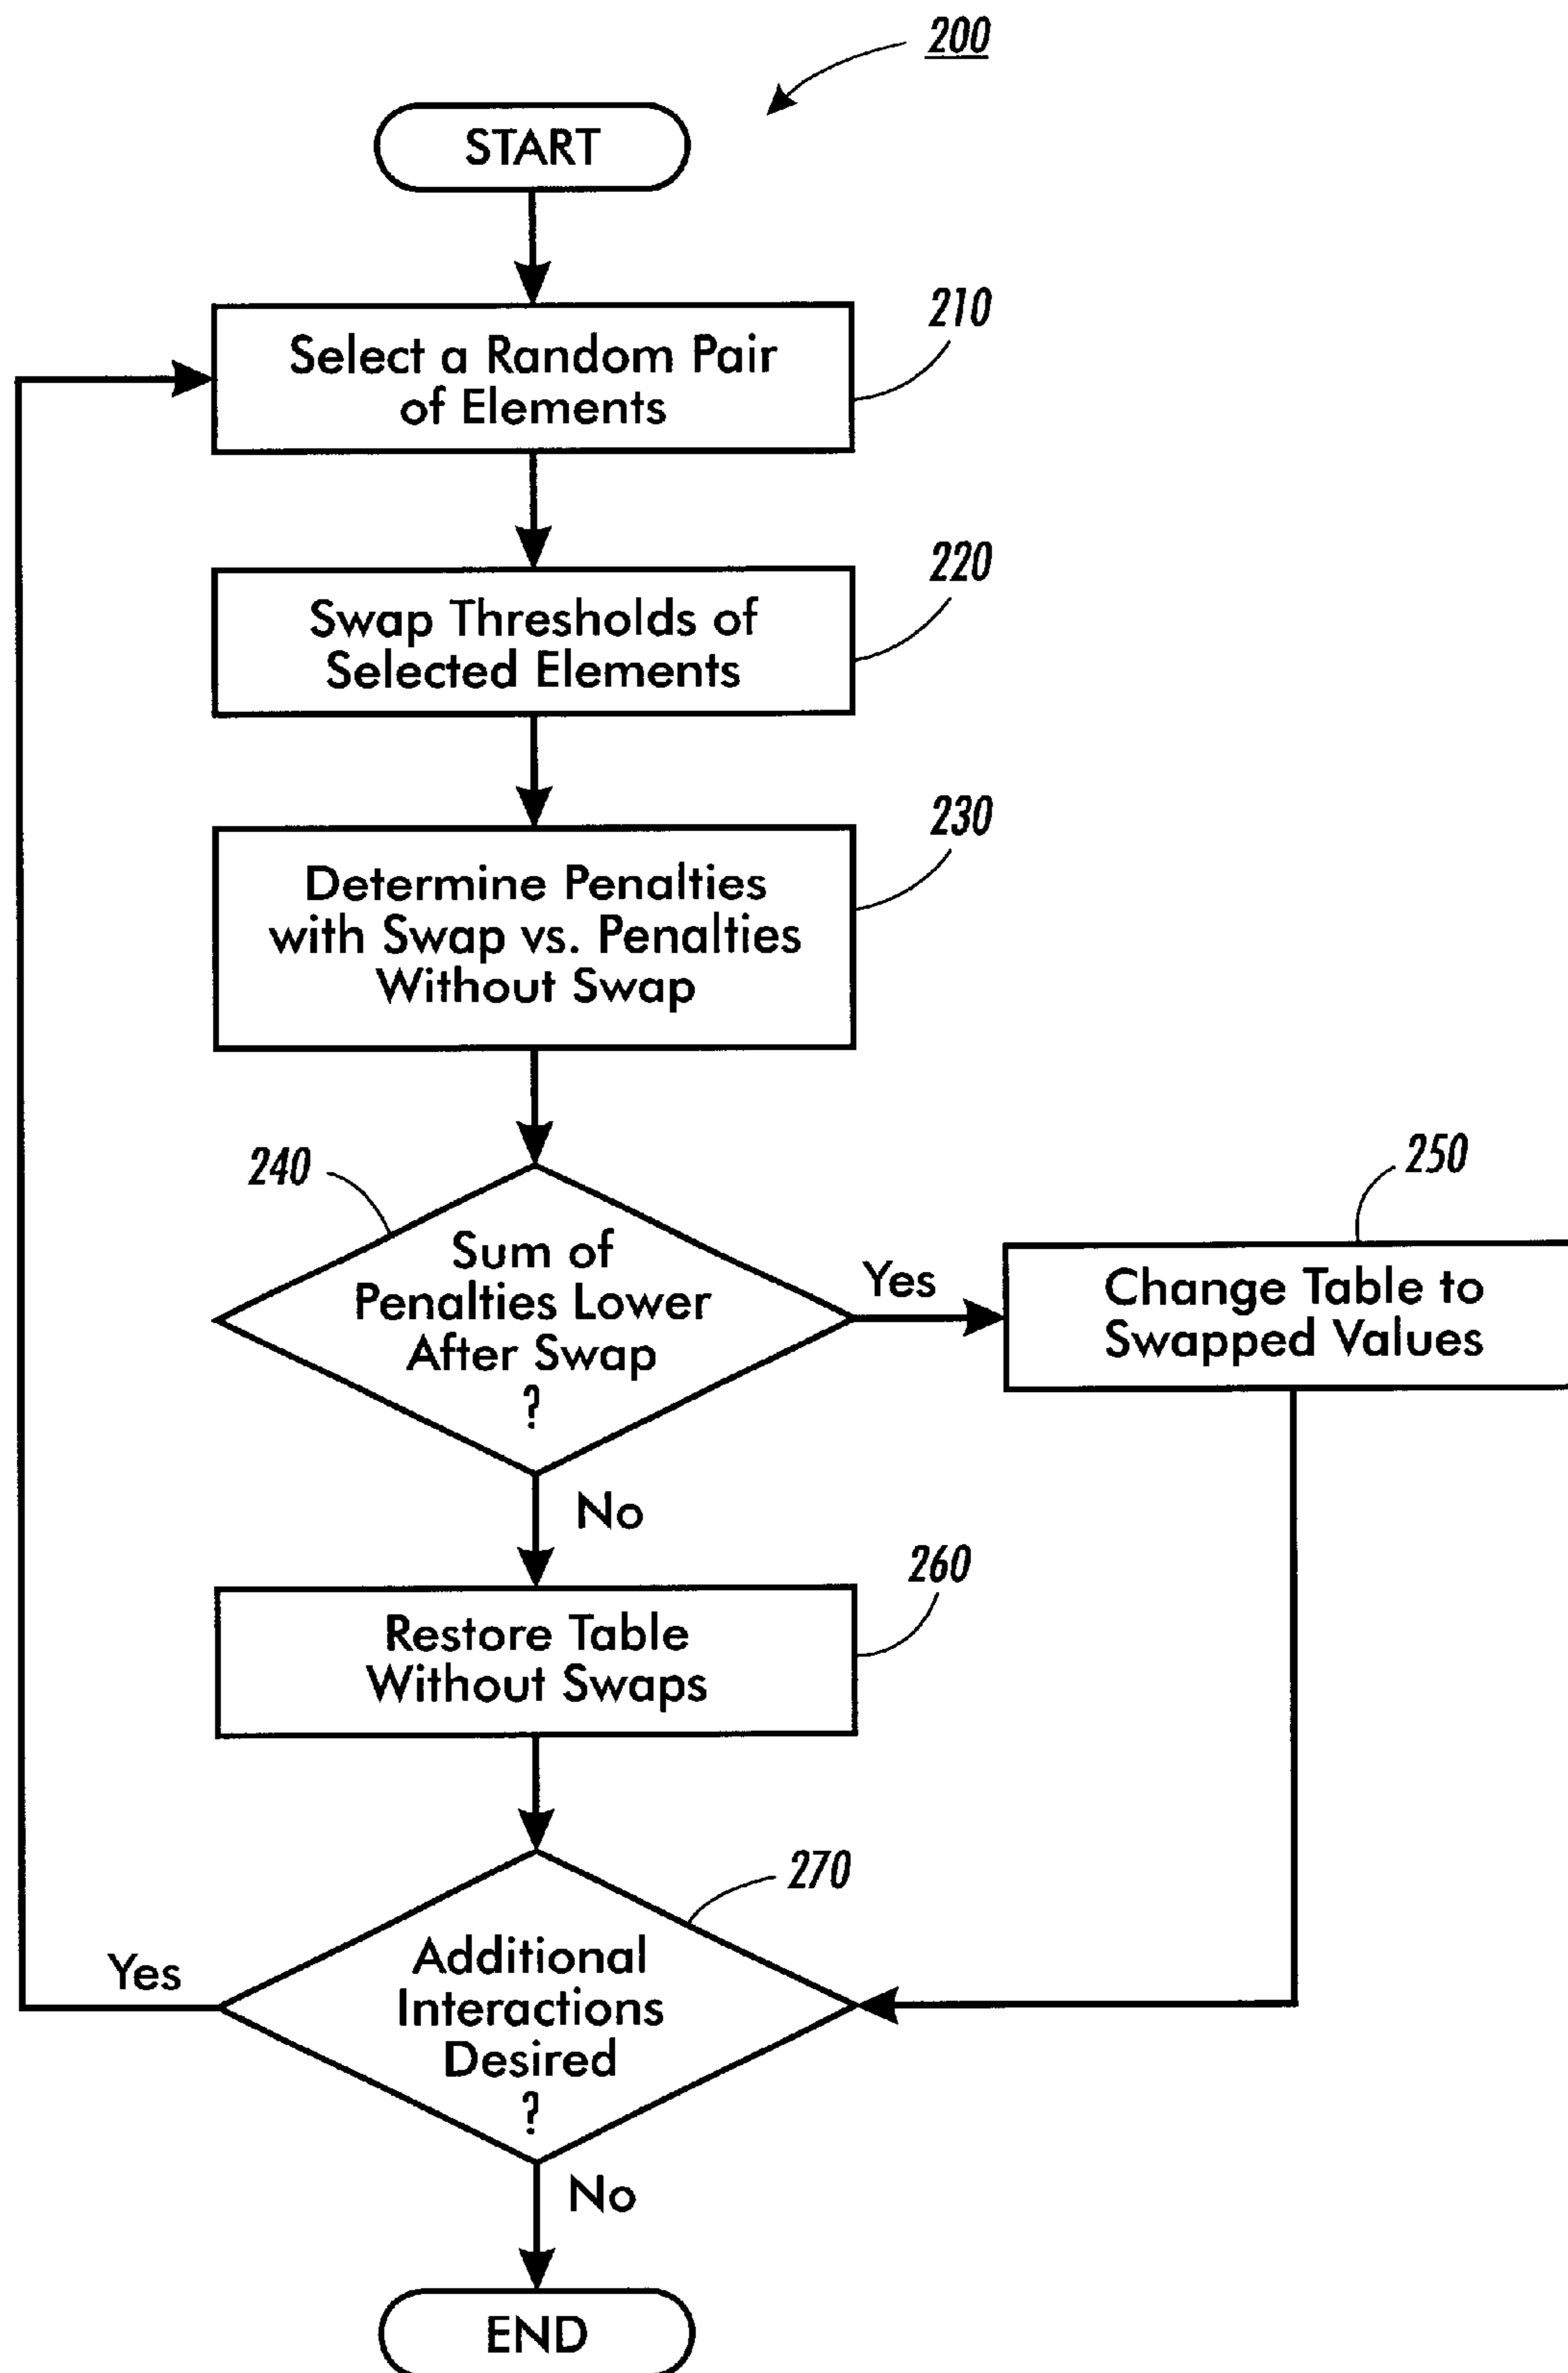 200
START
210
Select a Random Pair
of Elements
220
Swap Thresholds of
Selected Elements
230
Determine Penalties
with Swap vs. Penalties
Without Swap
240
Sum of
Penalties Lower
After Swap
?
Yes
250
Change Table to
Swapped Values
No
260
Restore Table
Without Swaps
270
Additional
Interactions
Desired
?
Yes
No
END